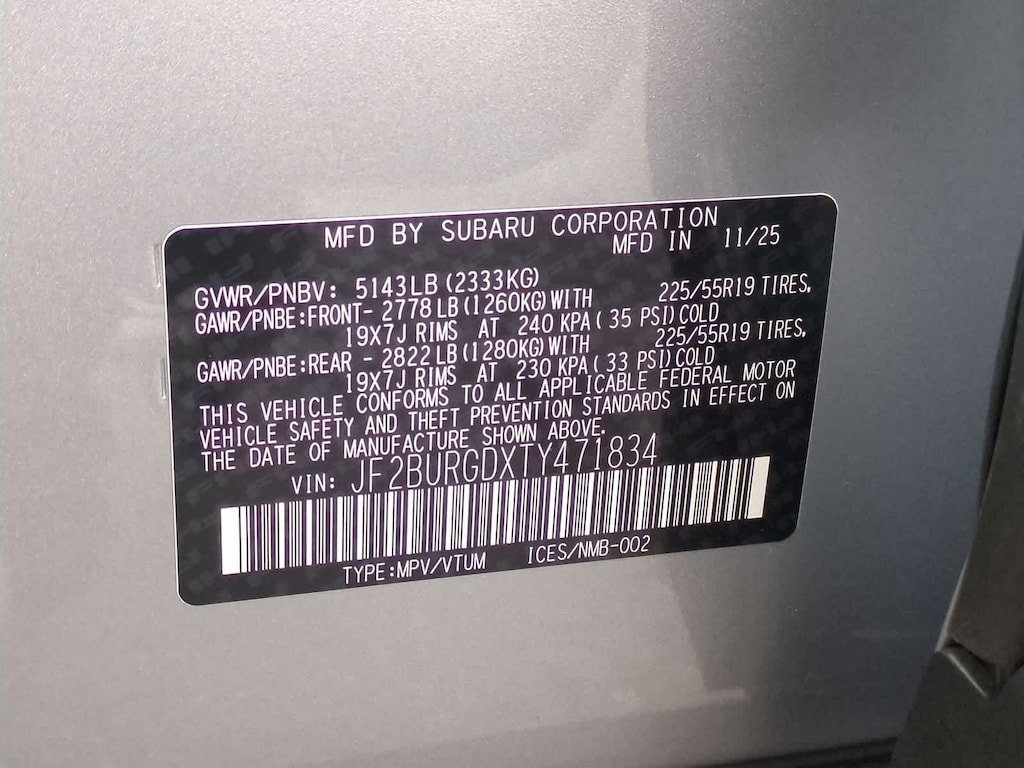 MFD BY SUBARU CORPORATION
MFD IN 11/25
GVWR/PNBV: 5143LB (2333KG)
GAWR/PNBE:FRONT- 2778LB (1260KG) WITH 225/55R19 TIRES,
19X7J RIMS AT 240 KPA ( 35 PSI) COLD
GAWR/PNBE:REAR - 2822LB (1280KG) WITH 225/55R19 TIRES,
19X7J RIMS AT 230 KPA ( 33 PSI) COLD
THIS VEHICLE CONFORMS TO ALL APPLICABLE FEDERAL MOTOR
VEHICLE SAFETY AND THEFT PREVENTION STANDARDS IN EFFECT ON
THE DATE OF MANUFACTURE SHOWN ABOVE.
VIN: JF2BURGDXTY471834
TYPE:MPV/VTUM ICES/NMB-002